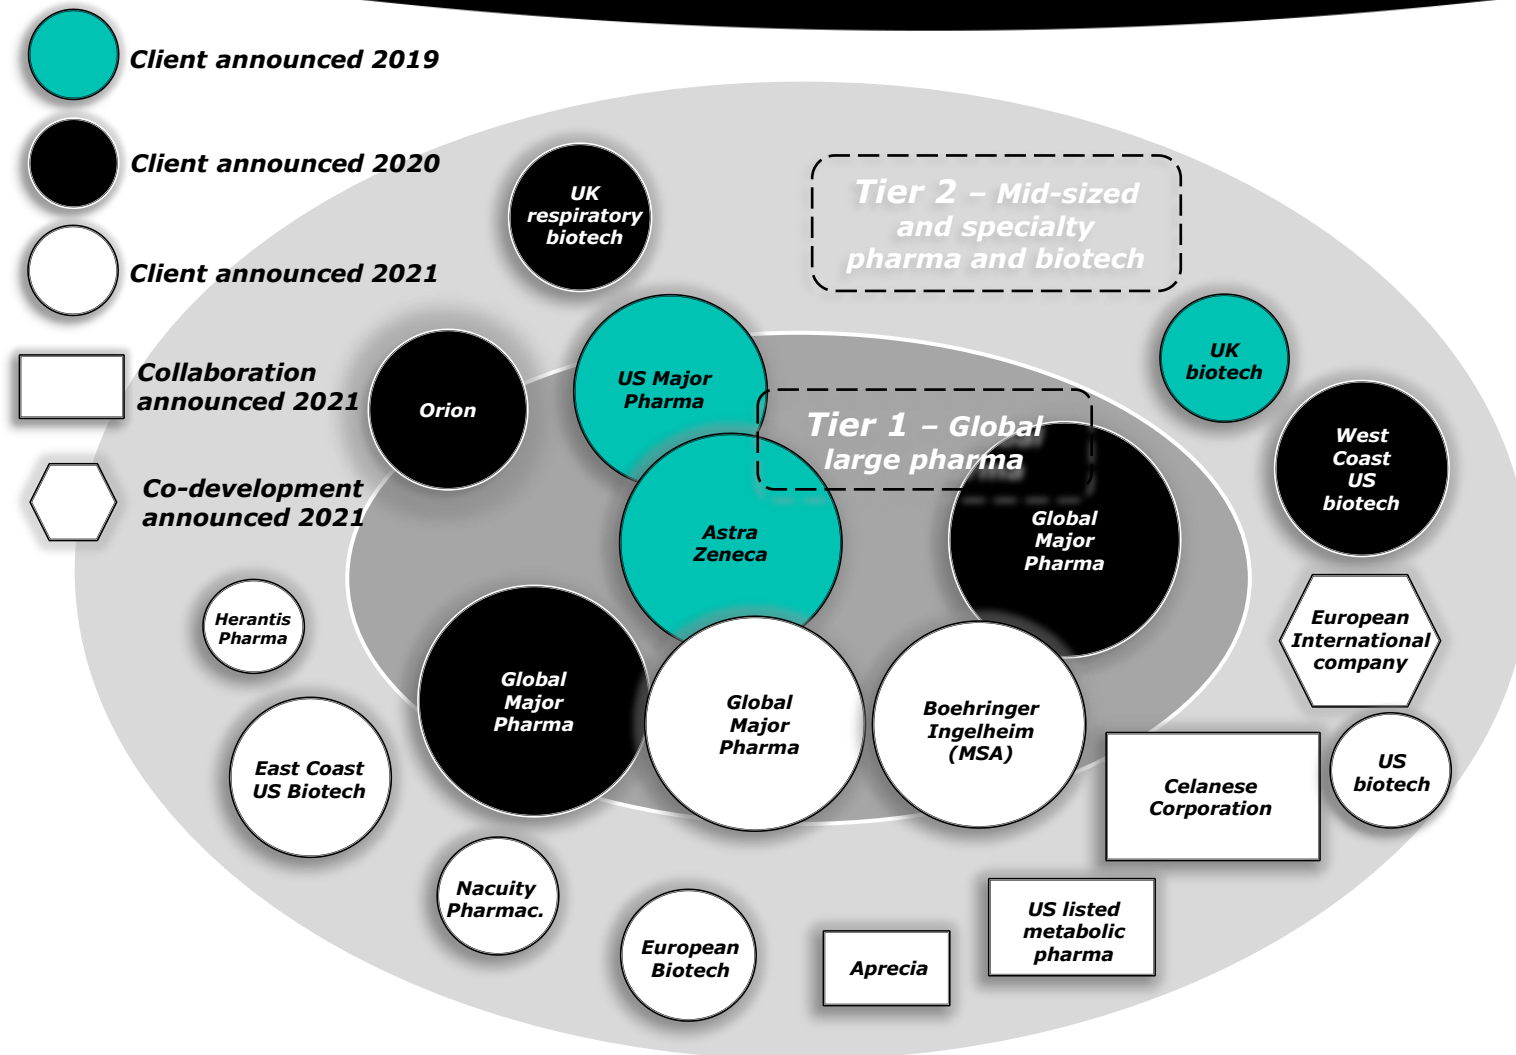 Client announced 2019
Client announced 2020
Client announced 2021
Collaboration
announced 2021
Co-development
announced 2021
UK
respiratory
biotech
Tier 2 – Mid-sized
and specialty
pharma and biotech
US Major
Pharma
UK
biotech
Orion
Tier 1 – Global
large pharma
West
Coast
US
biotech
Astra
Zeneca
Global
Major
Pharma
Herantis
Pharma
European
International
company
Global
Major
Pharma
Global
Major
Pharma
Boehringer
Ingelheim
(MSA)
East Coast
US Biotech
Celanese
Corporation
US
biotech
Nacuity
Pharmac.
European
Biotech
Aprecia
US listed
metabolic
pharma